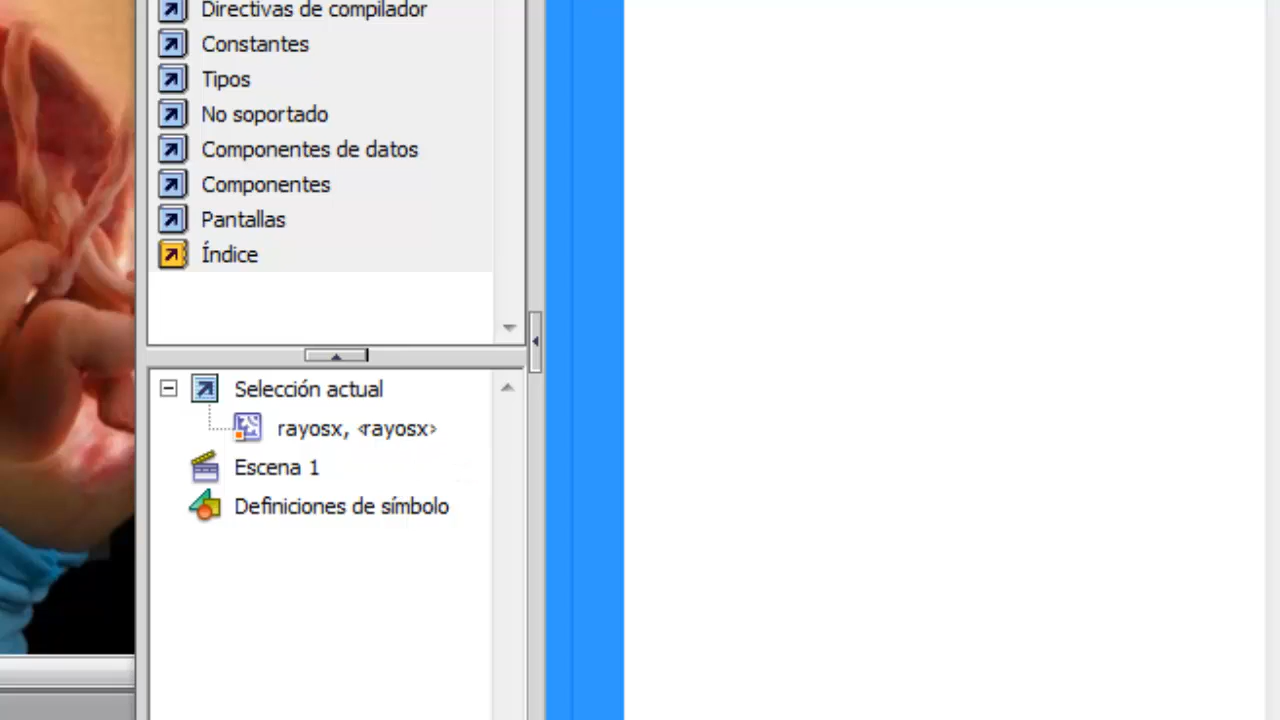 Directivas de compilador
Constantes
Tipos
No soportado
Componentes de datos
Componentes
Pantallas
Índice
Selección actual
rayosx, <rayosx>
Escena 1
Definiciones de símbolo